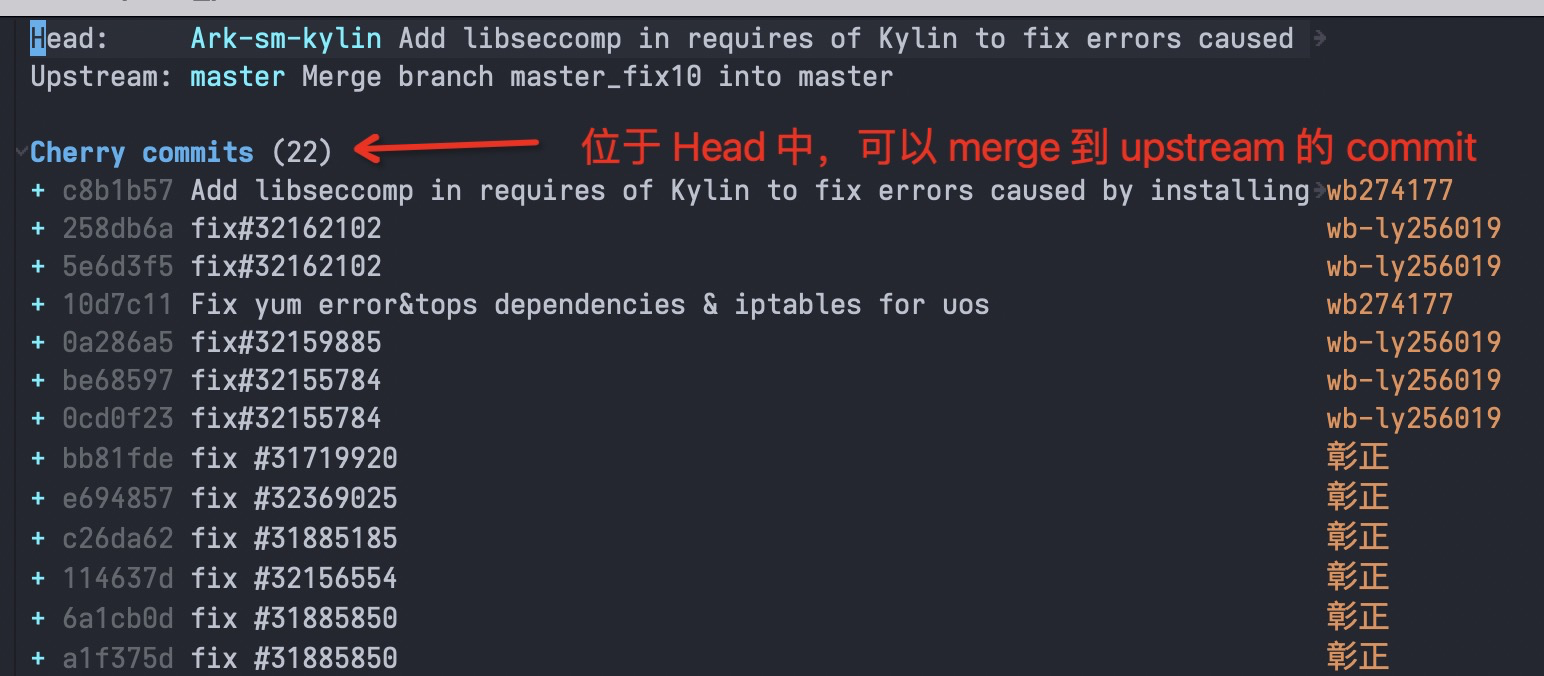 Head: Ark-sm-kylin Add libseccomp in requires of Kylin to fix errors caused
Upstream: master Merge branch master_fix10 into master
Cherry commits (22) 位于 Head 中，可以 merge 到 upstream 的 commit
+ c8b1b57 Add libseccomp in requires of Kylin to fix errors caused by installing wb274177
+ 258db6a fix#32162102 wb-ly256019
+ 5e6d3f5 fix#32162102 wb-ly256019
+ 10d7c11 Fix yum error&tops dependencies & iptables for uos wb274177
+ 0a286a5 fix#32159885 wb-ly256019
+ be68597 fix#32155784 wb-ly256019
+ 0cd0f23 fix#32155784 wb-ly256019
+ bb81fde fix #31719920 彰正
+ e694857 fix #32369025 彰正
+ c26da62 fix #31885185 彰正
+ 114637d fix #32156554 彰正
+ 6a1cb0d fix #31885850 彰正
+ a1f375d fix #31885850 彰正